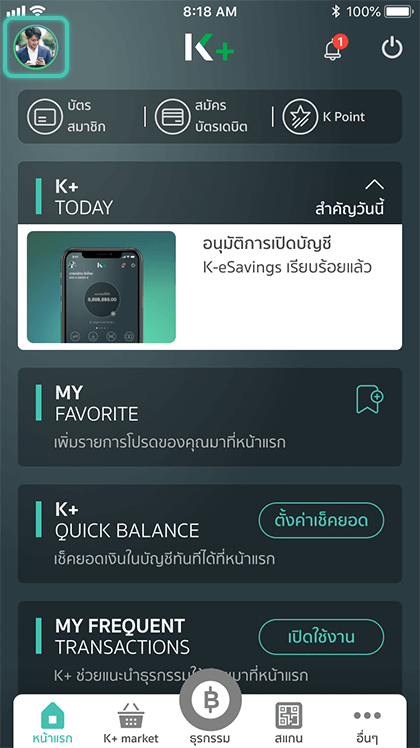 8:18 AM
100%
K+
1
บัตร
สมาชิก
สมัคร
บัตรเดบิต
K Point
K+
TODAY
สำคัญวันนี้
อนุมัติการเปิดบัญชี
K-eSavings เรียบร้อยแล้ว
MY
FAVORITE
เพิ่มรายการโปรดของคุณมาที่หน้าแรก
K+
QUICK BALANCE
ตั้งค่าเช็คยอด
เช็คยอดเงินในบัญชีทันทีได้ที่หน้าแรก
MY FREQUENT
TRANSACTIONS
เปิดใช้งาน
K+ ช่วยแนะนำธุรกรรม
มาที่หน้าแรก
หน้าแรก
K+ market
ธุรกรรม
สแกน
อื่นๆ